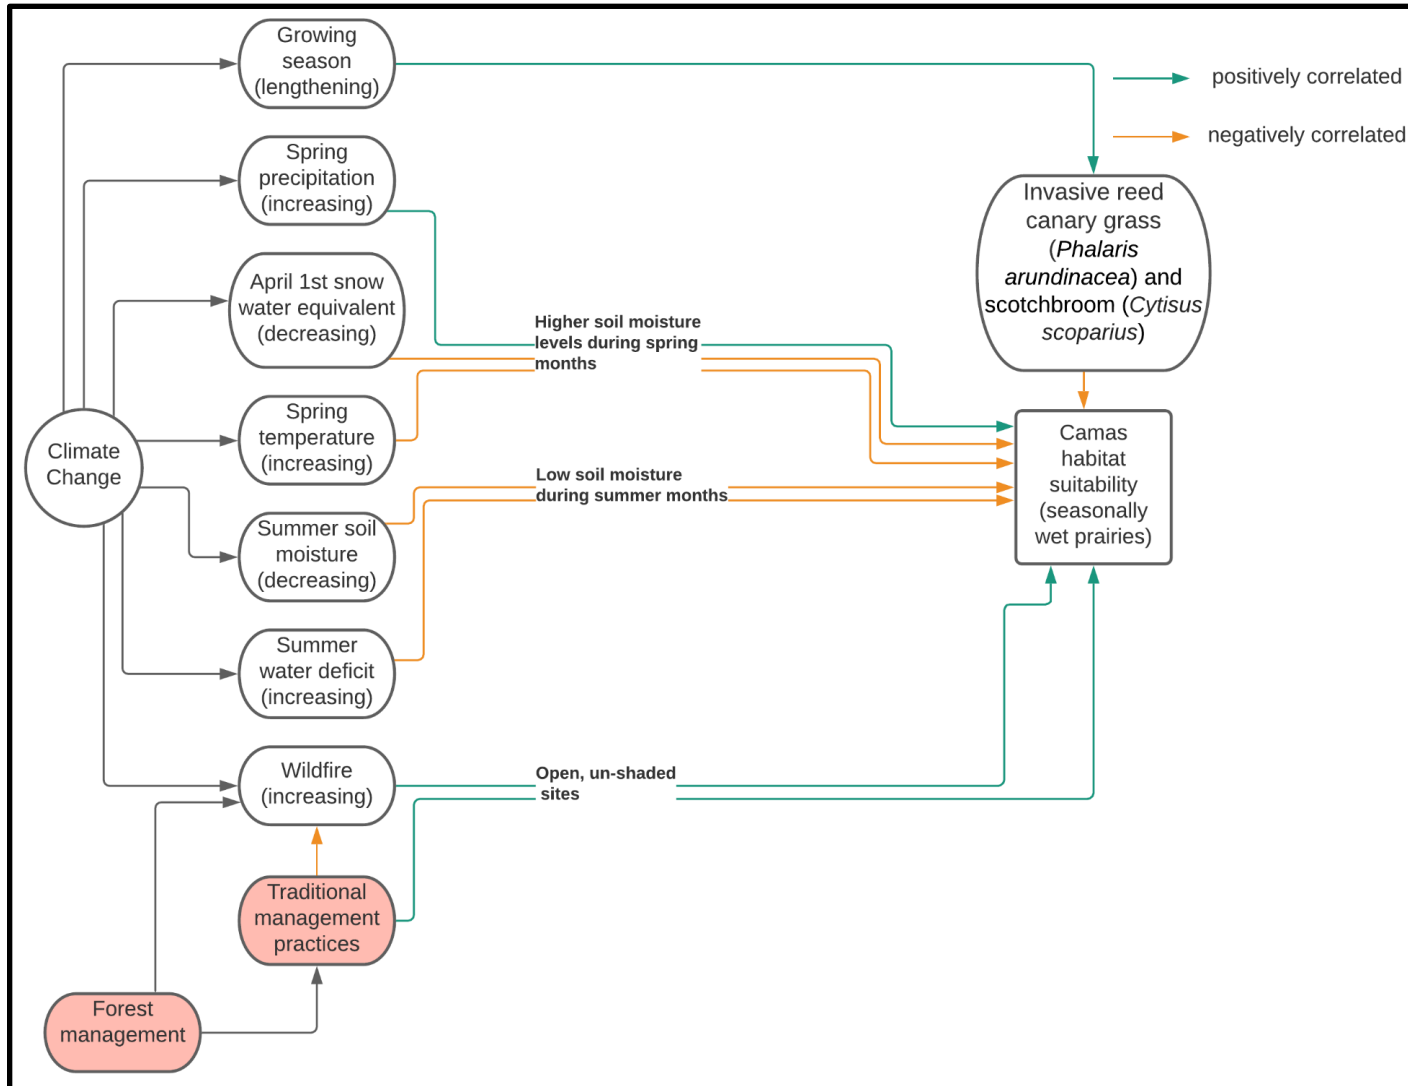 Growing
season
(lengthening)
positively correlated
negatively correlated
Spring
precipitation
(increasing)
Invasive reed
canary grass
(Phalaris
arundinacea) and
scotchbroom (Cytisus
scoparius)
April 1st snow
water equivalent
(decreasing)
Higher soil moisture
levels during spring
months
Spring
temperature
(increasing)
Climate
Change
Camas
habitat
suitability
(seasonally
wet prairies)
Low soil moisture
during summer months
Summer soil
moisture
(decreasing)
Summer
water deficit
(increasing)
Wildfire
(increasing)
Open, un-shaded
sites
Traditional
management
practices
Forest
management